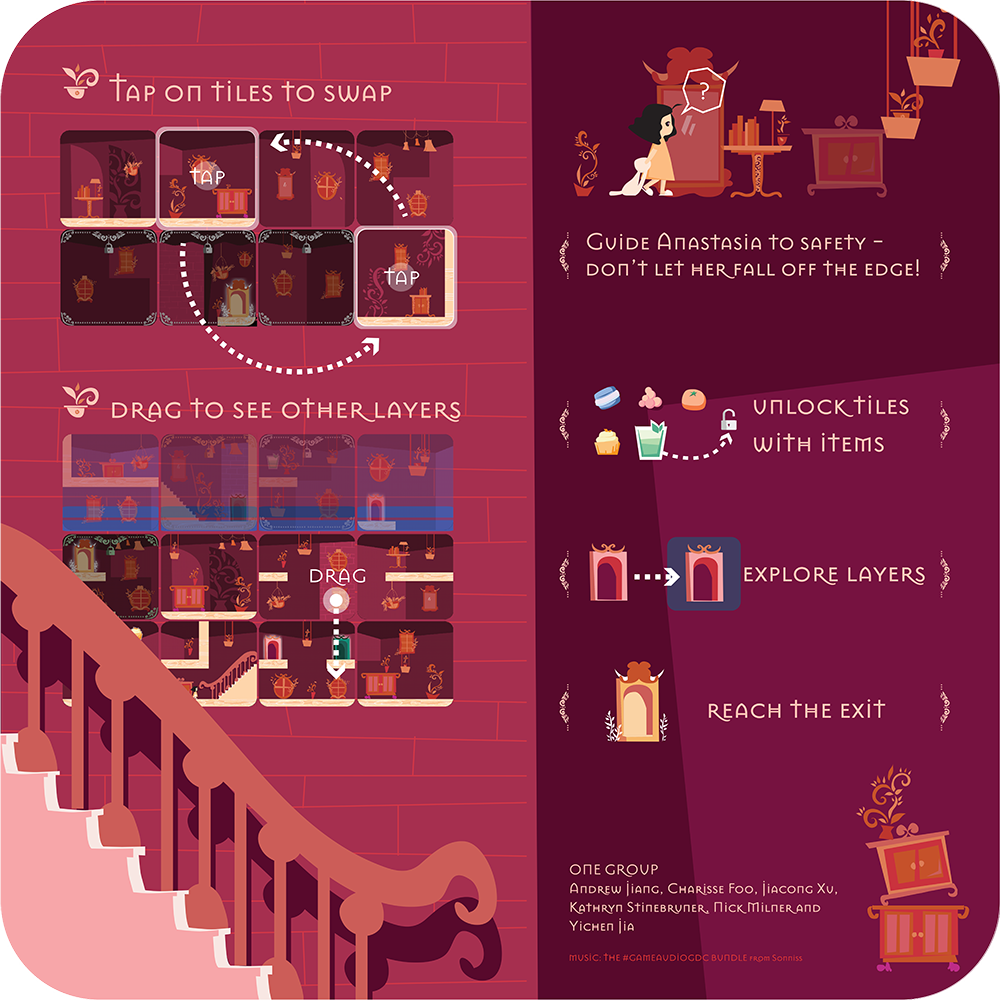 Tap on tiles to swap
TAP
TAP
Drag to see other layers
DRAG
?
Guide Anastasia to safety –
don't let her fall off the edge!
unlock tiles
with items
explore layers
reach the exit
One Group
Andrew Jiang, Charisse Foo, Jiacong Xu,
Kathryn Stinebruner, Nick Milner and
Yichen Jia
Music: The #GameAudioGDC Bundle from Sonniss